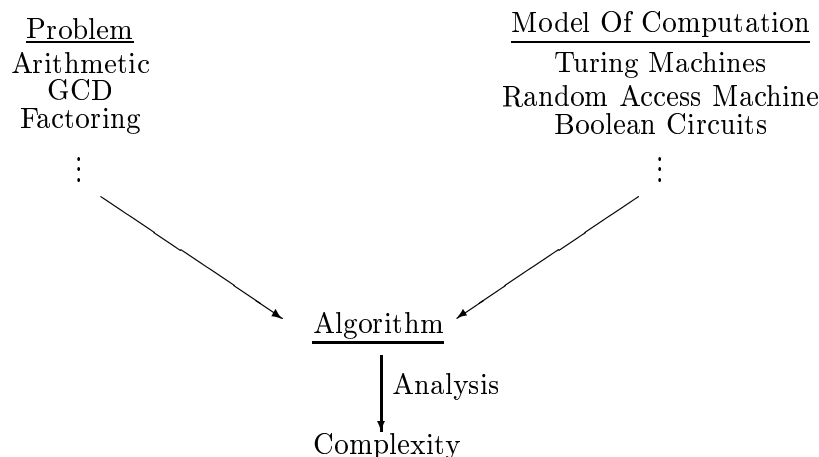 Problem
Arithmetic
GCD
Factoring
⋮
Model Of Computation
Turing Machines
Random Access Machine
Boolean Circuits
⋮
Algorithm
Analysis
Complexity